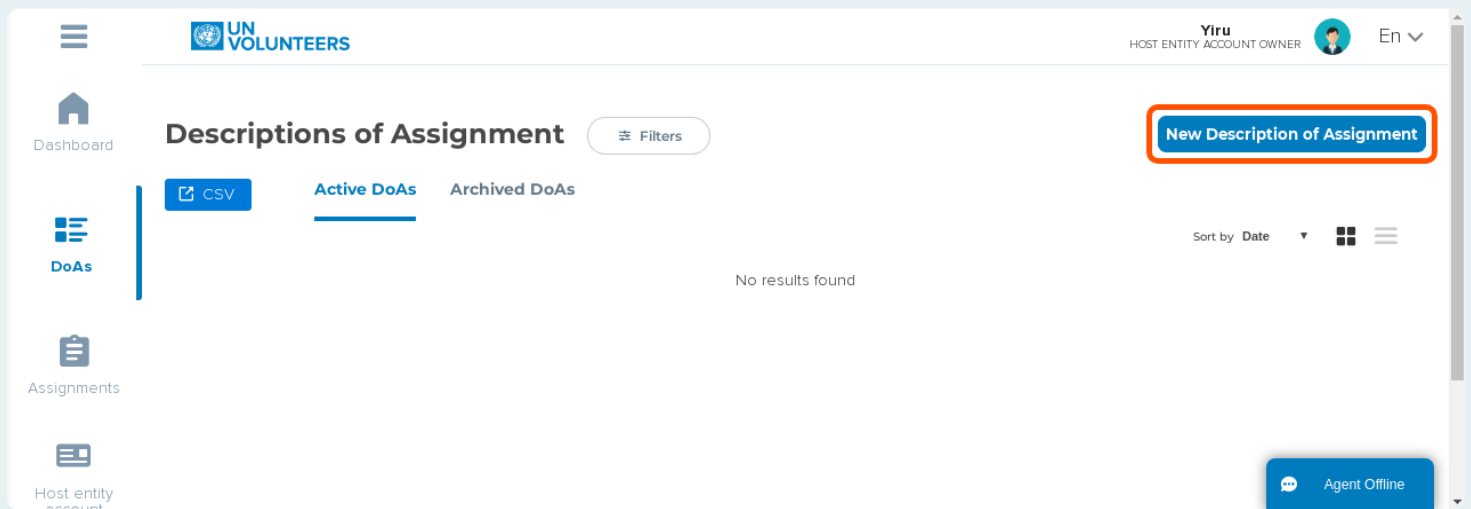 UN
VOLUNTEERS
Yiru
HOST ENTITY ACCOUNT OWNER
En
Dashboard
Descriptions of Assignment
Filters
New Description of Assignment
CSV
Active DoAs
Archived DoAs
Sort by Date
DoAs
No results found
Assignments
Host entity
account
Agent Offline